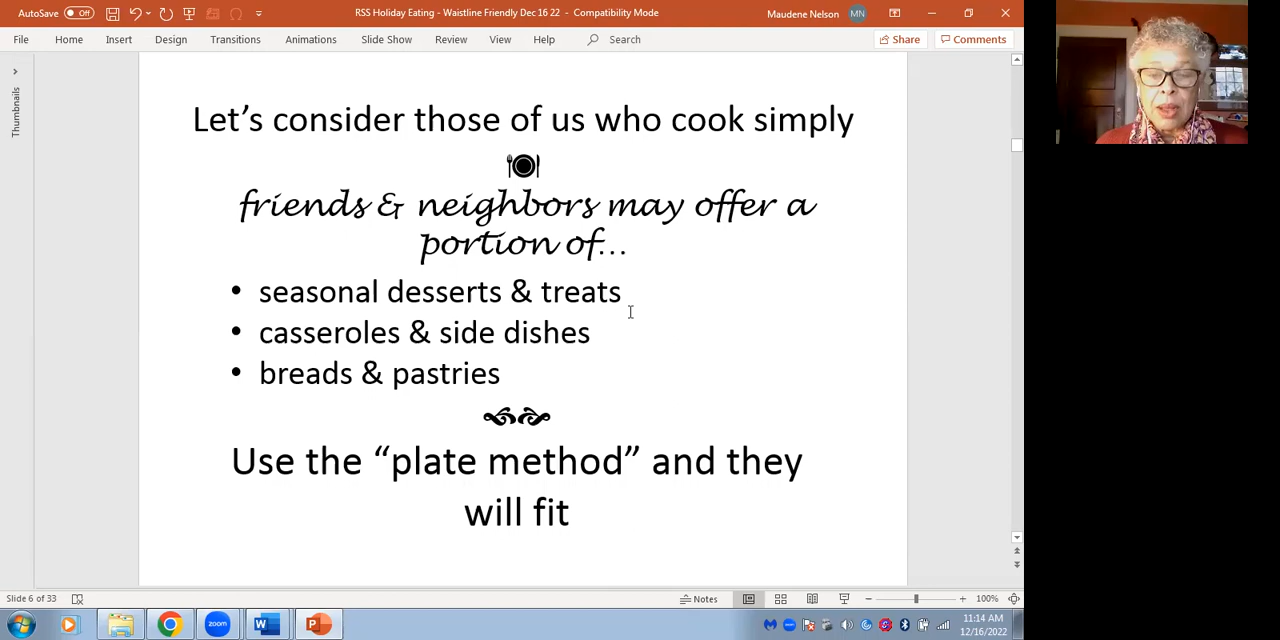 AutoSave Off
RSS Holiday Eating - Waistline Friendly Dec 16 22 - Compatibility Mode
Maudene Nelson MN
File Home Insert Design Transitions Animations Slide Show Review View Help Search Share Comments
Thumbnails
Let's consider those of us who cook simply
friends & neighbors may offer a
portion of...
• seasonal desserts & treats
• casseroles & side dishes
• breads & pastries
Use the “plate method” and they
will fit
Slide 6 of 33
Notes
100%
zoom
11:14 AM
12/16/2022